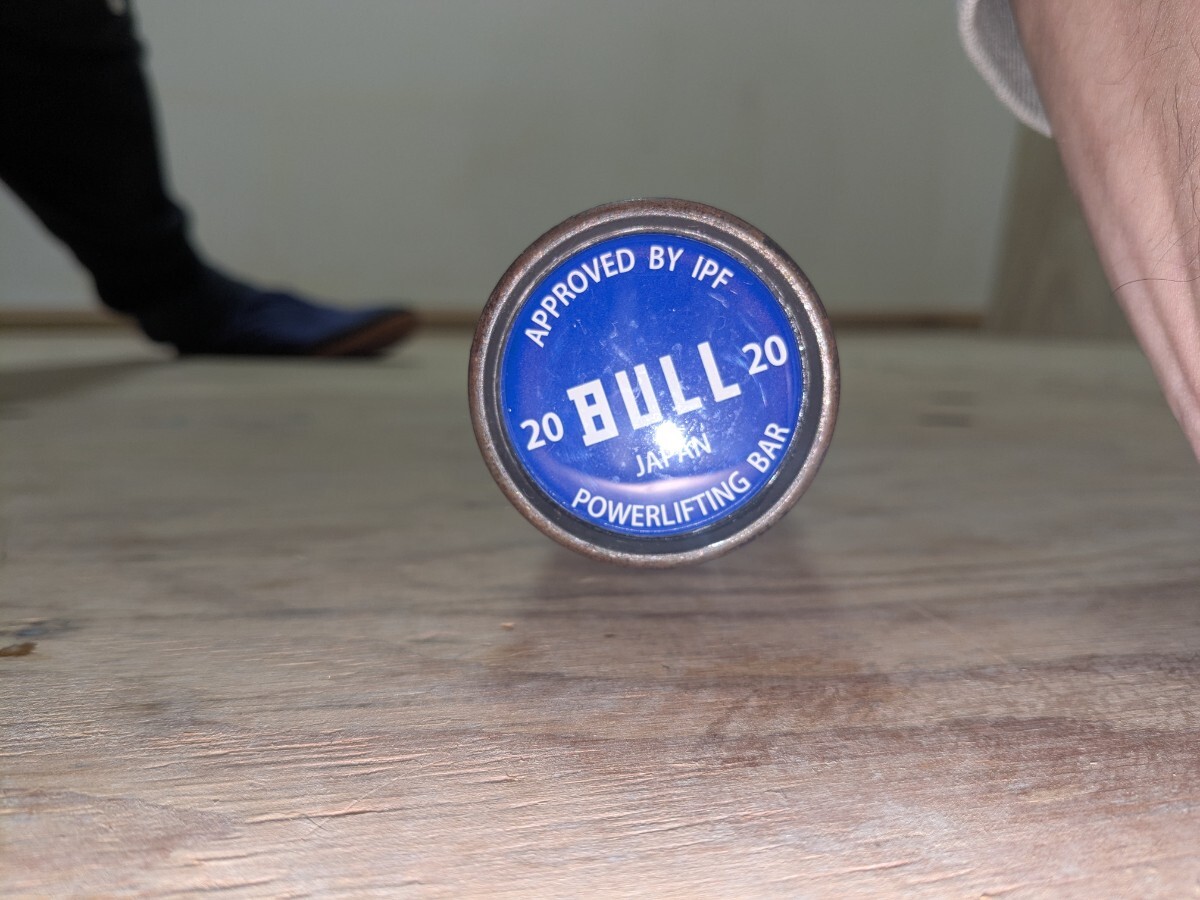 APPROVED BY IPF
20 BULL 20
JAPAN
POWERLIFTING BAR